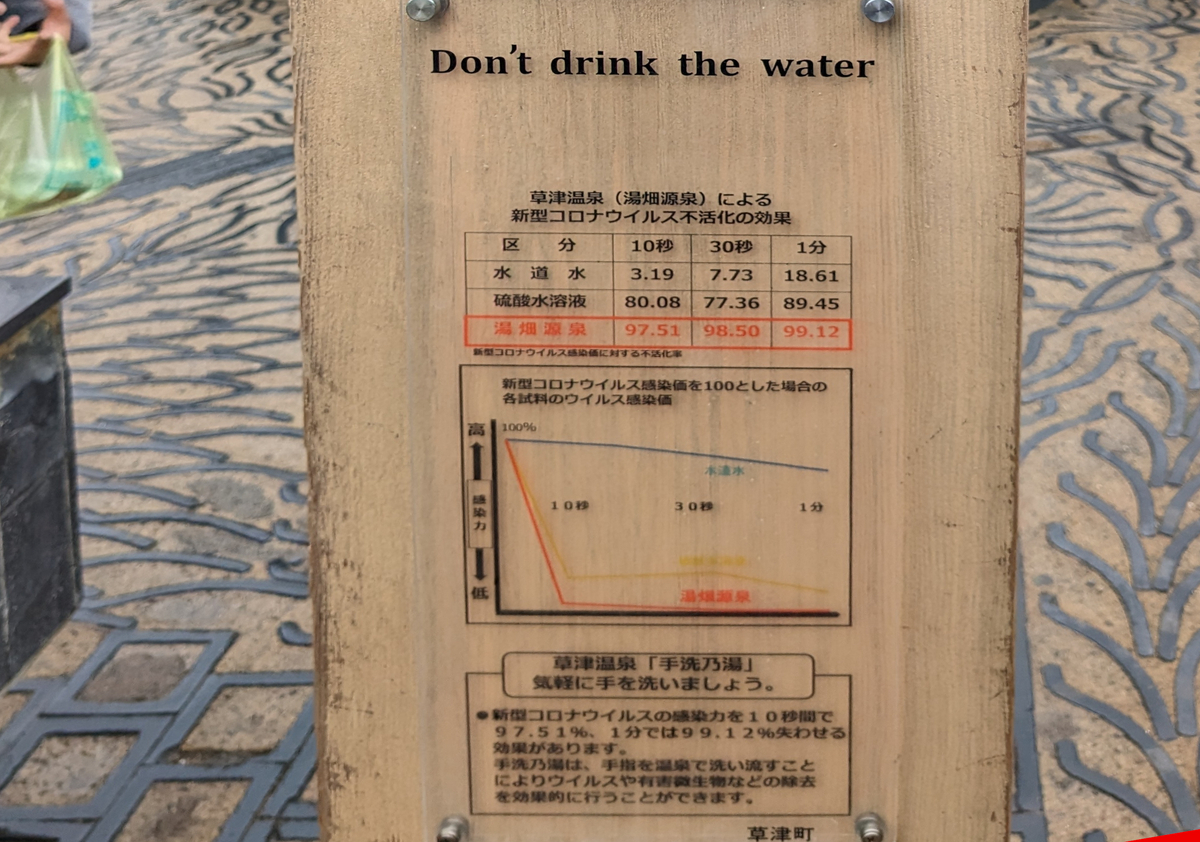 Don't drink the water
草津温泉（湯畑源泉）による
新型コロナウイルス不活化の効果
区 分 10秒 30秒 1分
水 道 水 3.19 7.73 18.61
硫酸水溶液 80.08 77.36 89.45
湯 畑 源 泉 97.51 98.50 99.12
新型コロナウイルス感染価に対する不活化率
新型コロナウイルス感染価を100とした場合の
各試料のウイルス感染価
高
100%
水道水
感染力
10秒 30秒 1分
湯畑源泉
低
草津温泉「手洗乃湯」
気軽に手を洗いましょう。
●新型コロナウイルスの感染力を１０秒間で
９７.５１%、１分では９９.１２%失わせる
効果があります。
手洗乃湯は、手指を温泉で洗い流すこと
によりウイルスや有害微生物などの除去
を効果的に行うことができます。
草津町